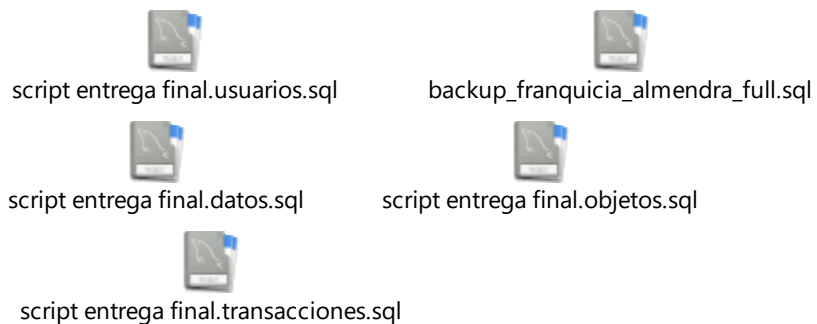 script entrega final.usuarios.sql
backup_franquicia_almendra_full.sql
script entrega final.datos.sql
script entrega final.objetos.sql
script entrega final.transacciones.sql